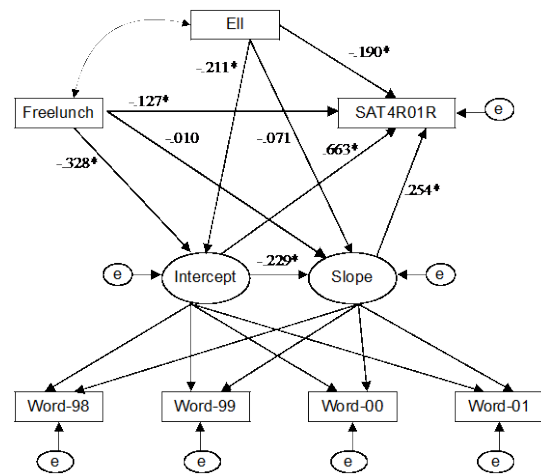 Ell
-.190*
-.211*
Freelunch
-.127*
SAT4R01R
e
-.010
-.071
-.328*
.663*
.254*
e
Intercept
-.229*
Slope
e
Word-98
Word-99
Word-00
Word-01
e
e
e
e